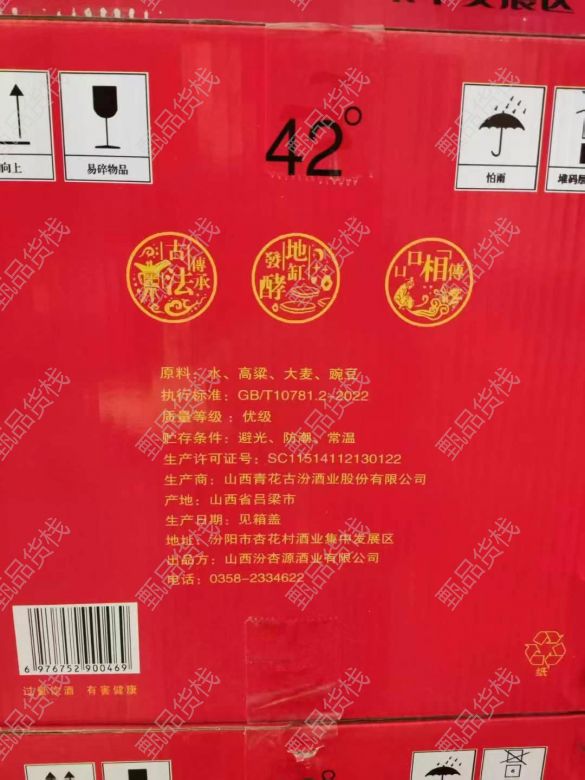 向上
易碎物品
42°
怕雨
古法傳承
地缸發酵
口口相傳
原料：水、高粱、大麦、豌豆
执行标准：GB/T10781.2-2022
质量等级：优级
贮存条件：避光、防潮、常温
生产许可证号：SC11514112130122
生产商：山西青花古汾酒业股份有限公司
产地：山西省吕梁市
生产日期：见箱盖
地址：汾阳市杏花村酒业集中发展区
出品方：山西汾杏源酒业有限公司
电话：0358-2334622
6 976752 900469
过量饮酒 有害健康
纸
甄品货栈